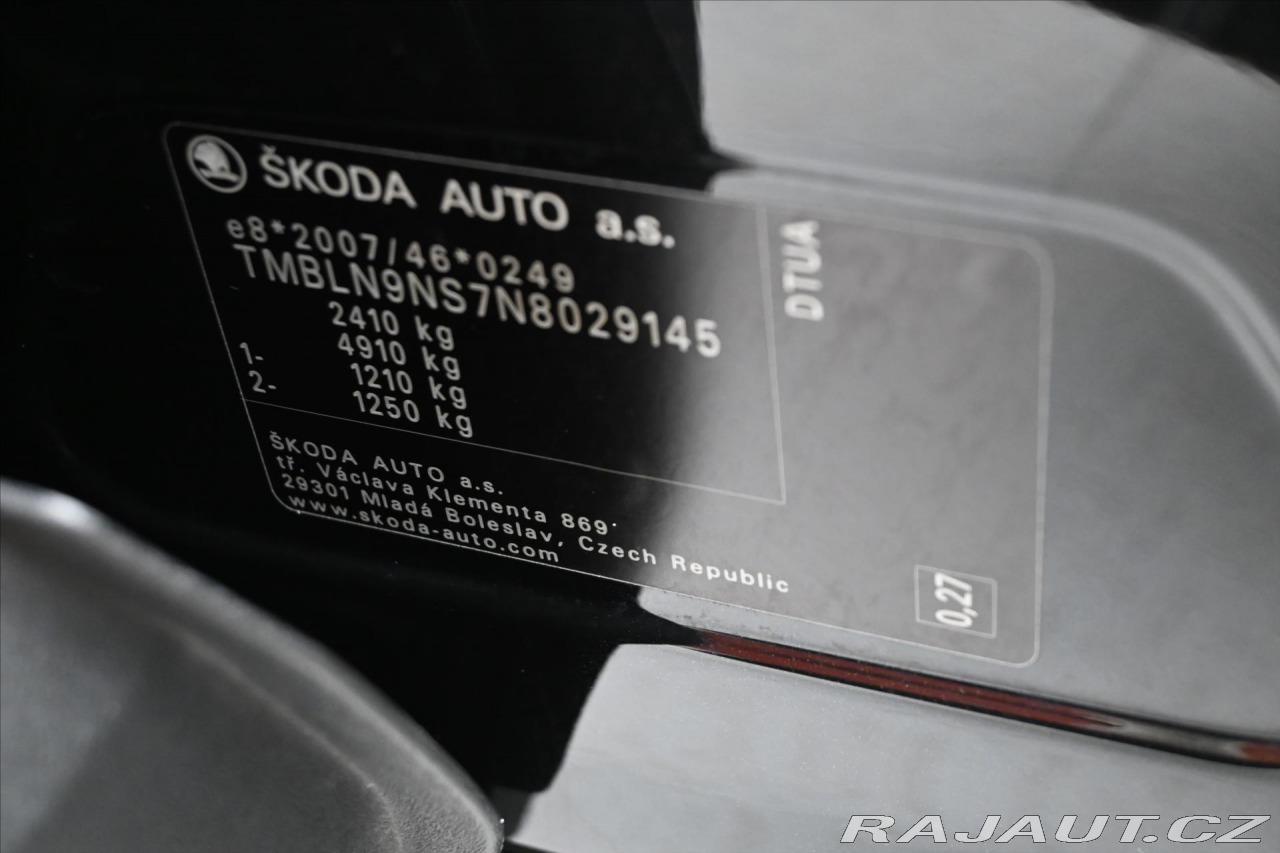 ŠKODA AUTO a.s.
e8*2007/46*0249
TMBLN9NS7N8029145
2410 kg
4910 kg
1- 1210 kg
2- 1250 kg
DTUA
ŠKODA AUTO a.s.
tř. Václava Klementa 869
29301 Mladá Boleslav, Czech Republic
www.skoda-auto.com
0,27
RAJAUT.CZ